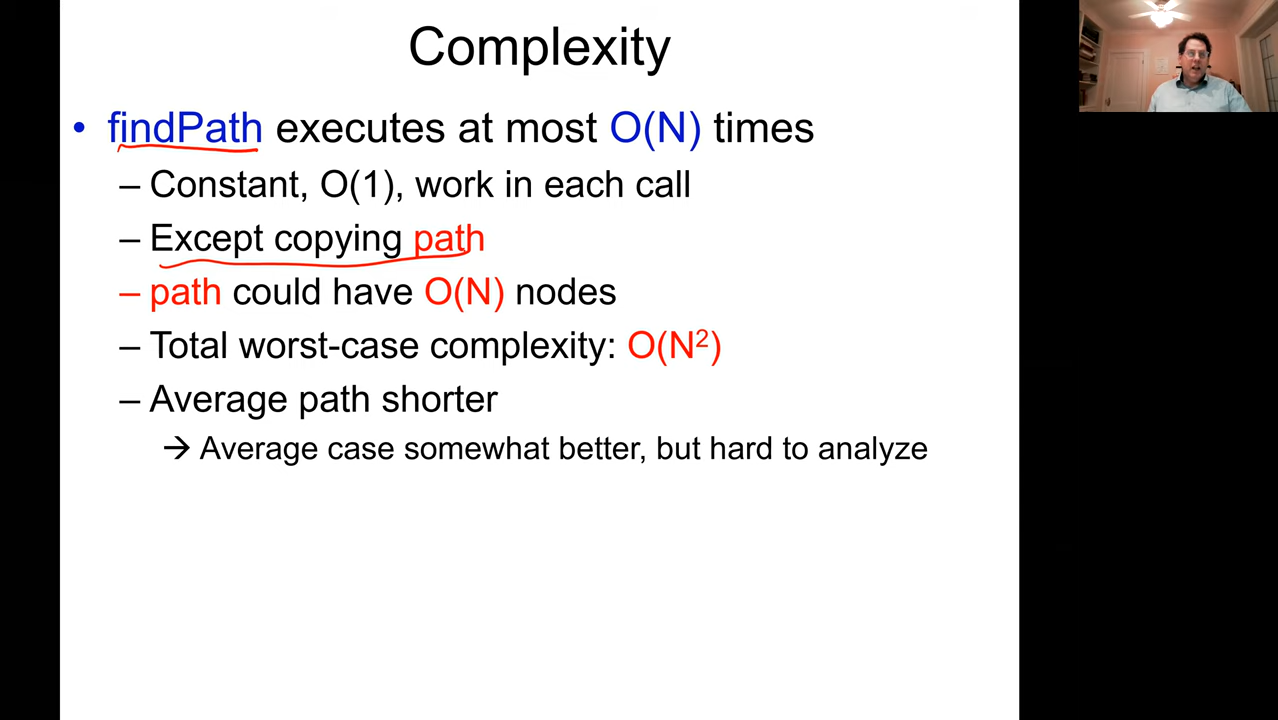 Complexity
• findPath executes at most O(N) times
– Constant, O(1), work in each call
– Except copying path
– path could have O(N) nodes
– Total worst-case complexity: O(N²)
– Average path shorter
→ Average case somewhat better, but hard to analyze